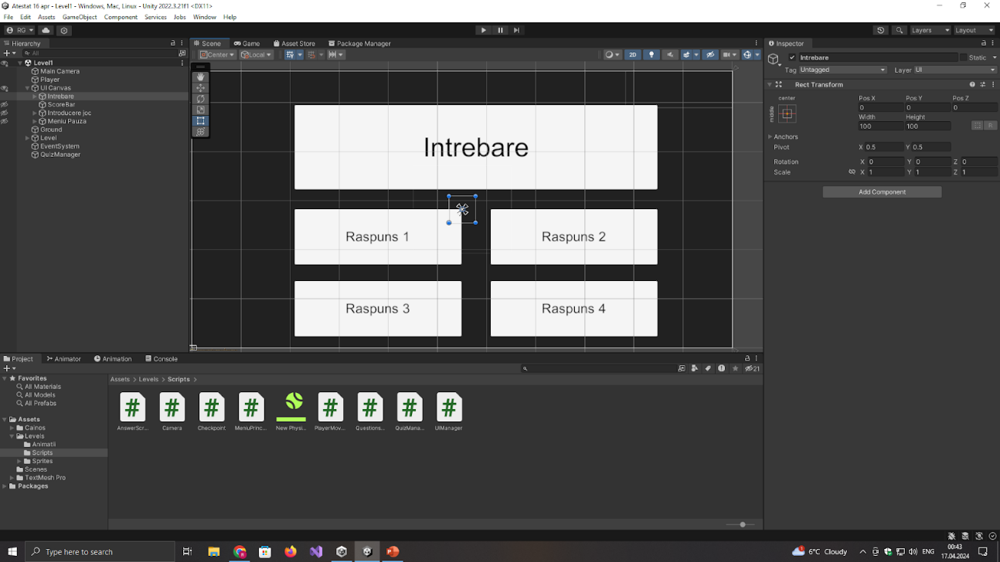 Atestat 16 apr - Level1 - Windows, Mac, Linux - Unity 2022.3.21f1 <DX11>
File Edit Assets GameObject Component Services Jobs Window Help
RG
Layers Layout
Hierarchy
All
Level1
Main Camera
Player
UI Canvas
Intrebare
ScoreBar
Introducere joc
Meniu Pauza
Ground
Level
EventSystem
QuizManager
Scene Game Asset Store Package Manager
Center Local 2D
Intrebare
Raspuns 1 Raspuns 2
Raspuns 3 Raspuns 4
Inspector
Intrebare Static
Tag Untagged Layer UI
Rect Transform
center
middle
Pos X Pos Y Pos Z
0 0 0
Width Height
100 100
R
Anchors
Pivot X 0.5 Y 0.5
Rotation X 0 Y 0 Z 0
Scale X 1 Y 1 Z 1
Add Component
Project Animator Animation Console
21
Favorites
All Materials
All Models
All Prefabs
Assets
Cainos
Levels
Animatii
Scripts
Sprites
Scenes
TextMesh Pro
Packages
Assets > Levels > Scripts >
AnswerScr... Camera Checkpoint MeniuPrinc... New Physi... PlayerMov... Questions... QuizMana... UIManager
Type here to search
6°C Cloudy
ENG
00:43
17.04.2024